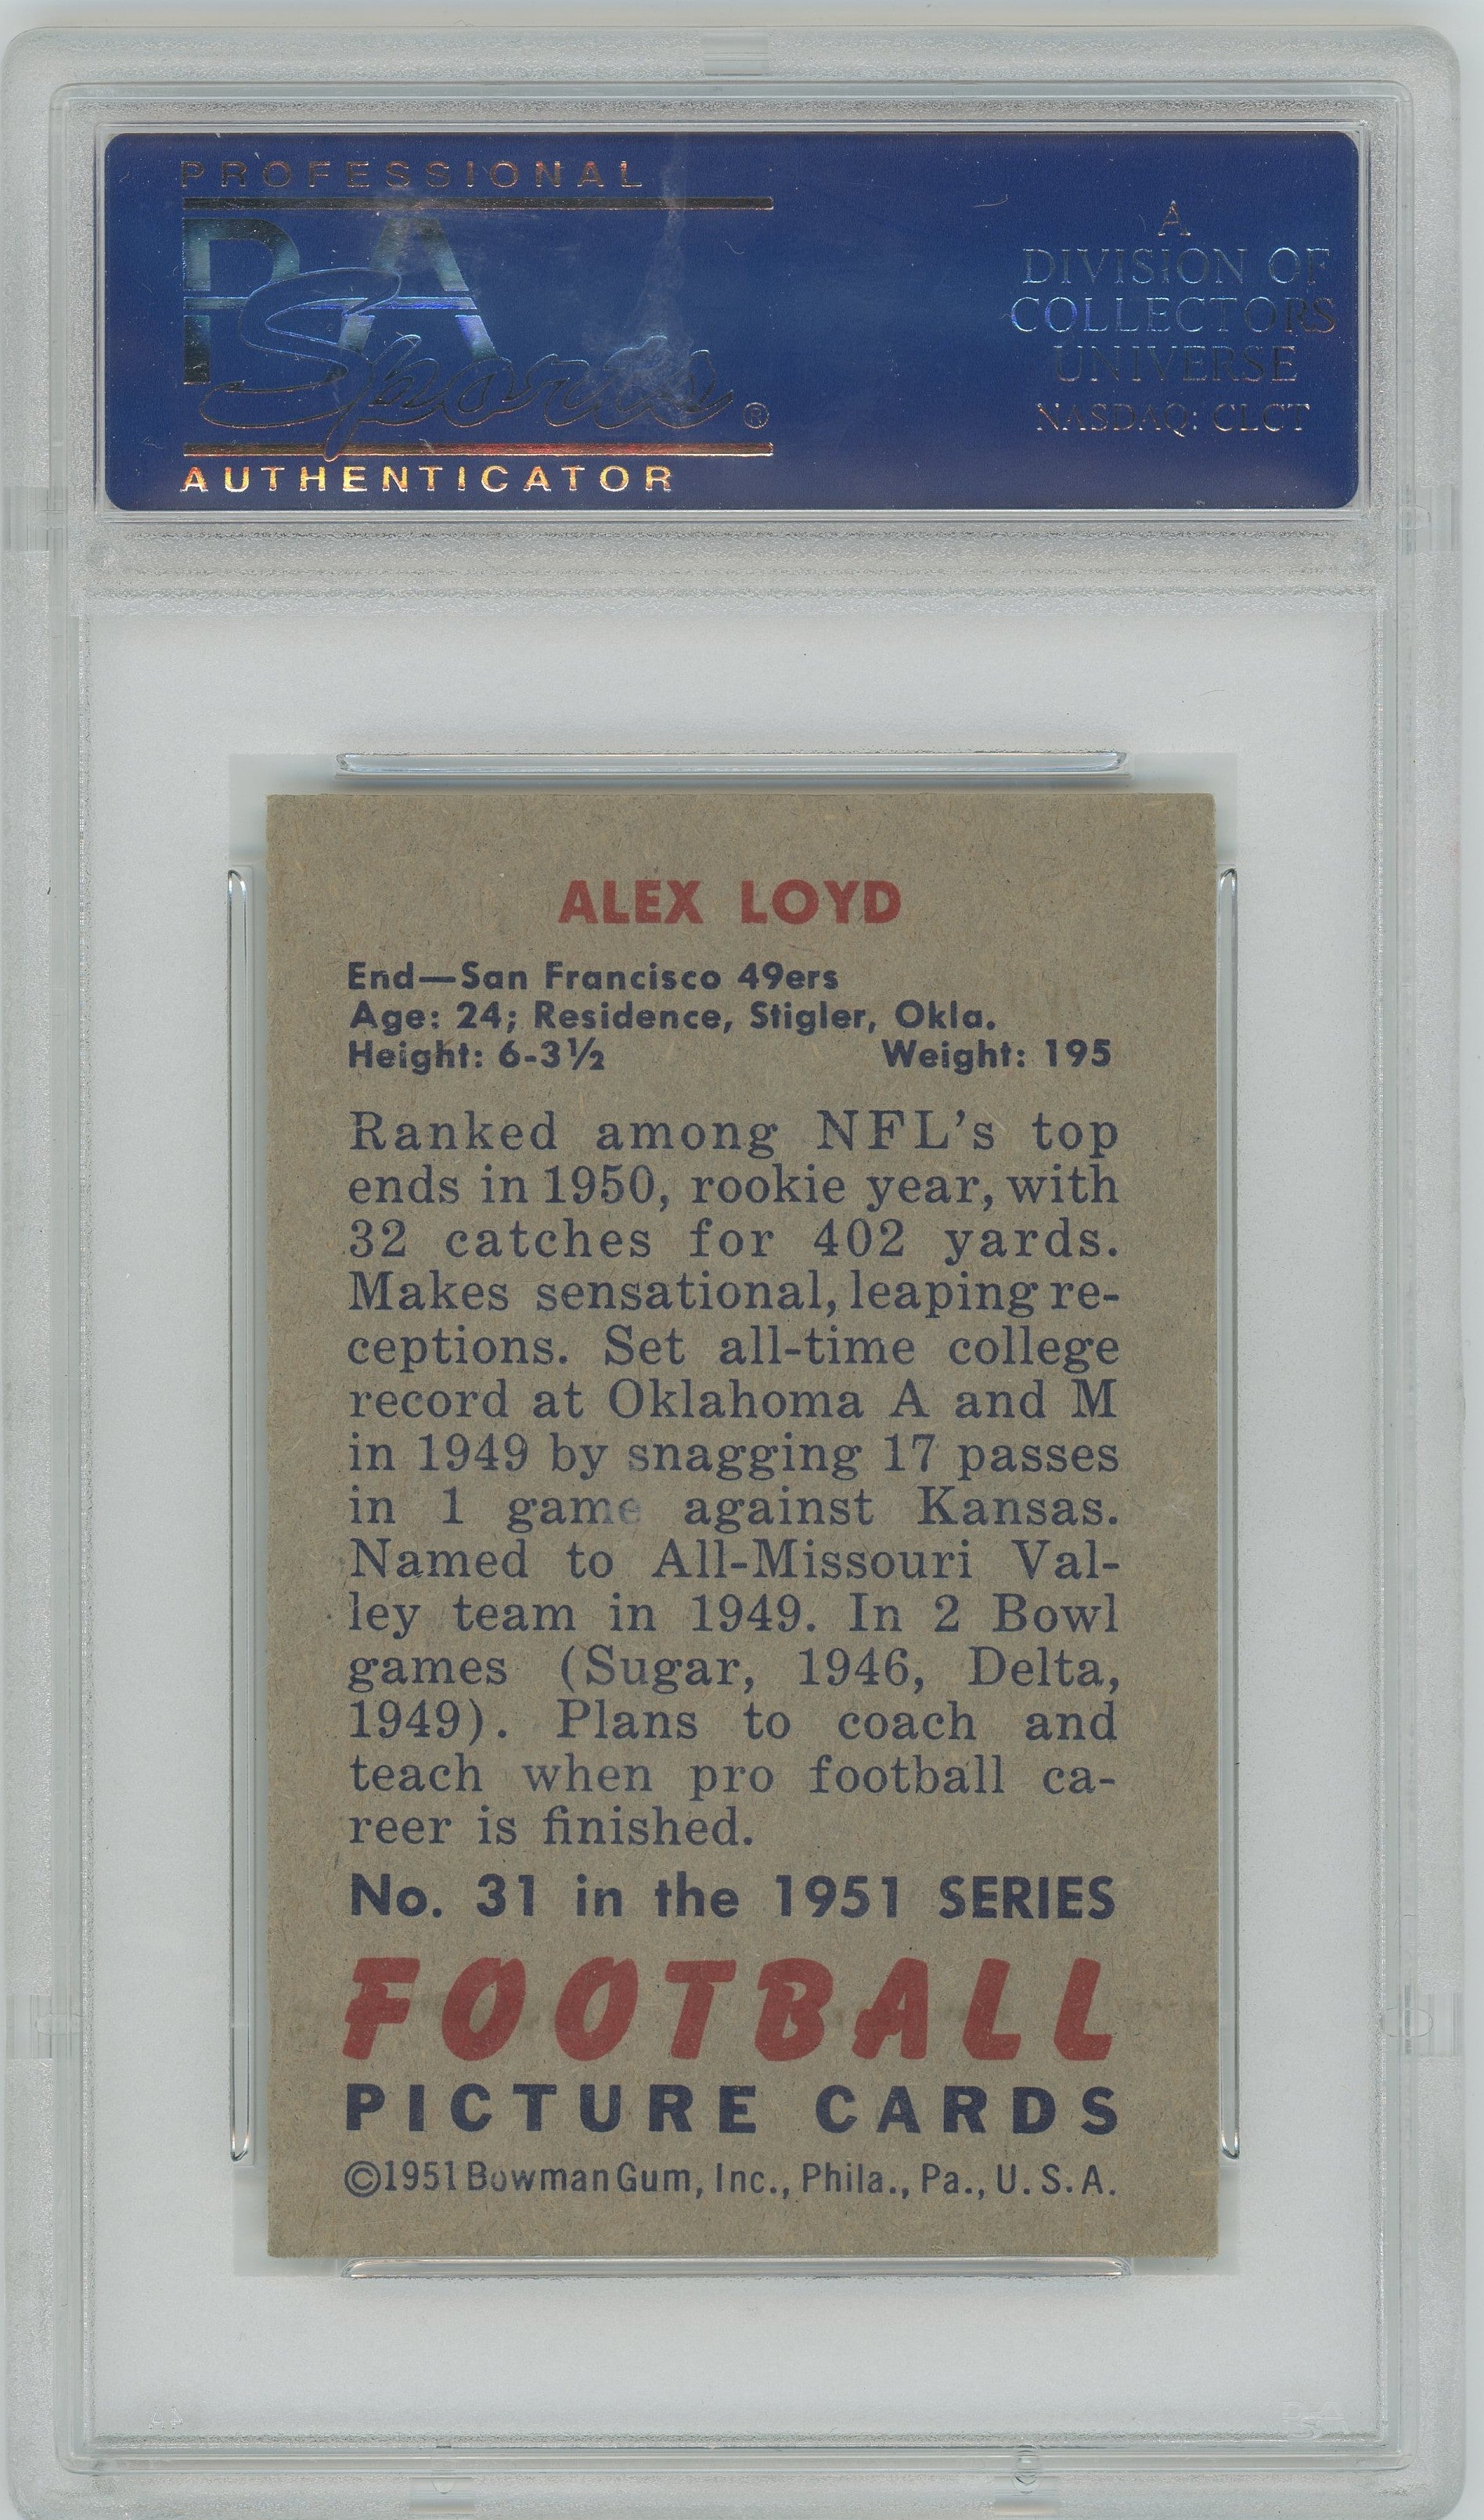 PROFESSIONAL
PSA
Sports®
AUTHENTICATOR
A
DIVISION OF
COLLECTORS
UNIVERSE
NASDAQ: CLCT
ALEX LOYD
End—San Francisco 49ers
Age: 24; Residence, Stigler, Okla.
Height: 6-3½ Weight: 195
Ranked among NFL's top
ends in 1950, rookie year, with
32 catches for 402 yards.
Makes sensational, leaping re-
ceptions. Set all-time college
record at Oklahoma A and M
in 1949 by snagging 17 passes
in 1 game against Kansas.
Named to All-Missouri Val-
ley team in 1949. In 2 Bowl
games (Sugar, 1946, Delta,
1949). Plans to coach and
teach when pro football ca-
reer is finished.
No. 31 in the 1951 SERIES
FOOTBALL
PICTURE CARDS
©1951 Bowman Gum, Inc., Phila., Pa., U. S. A.
PSA